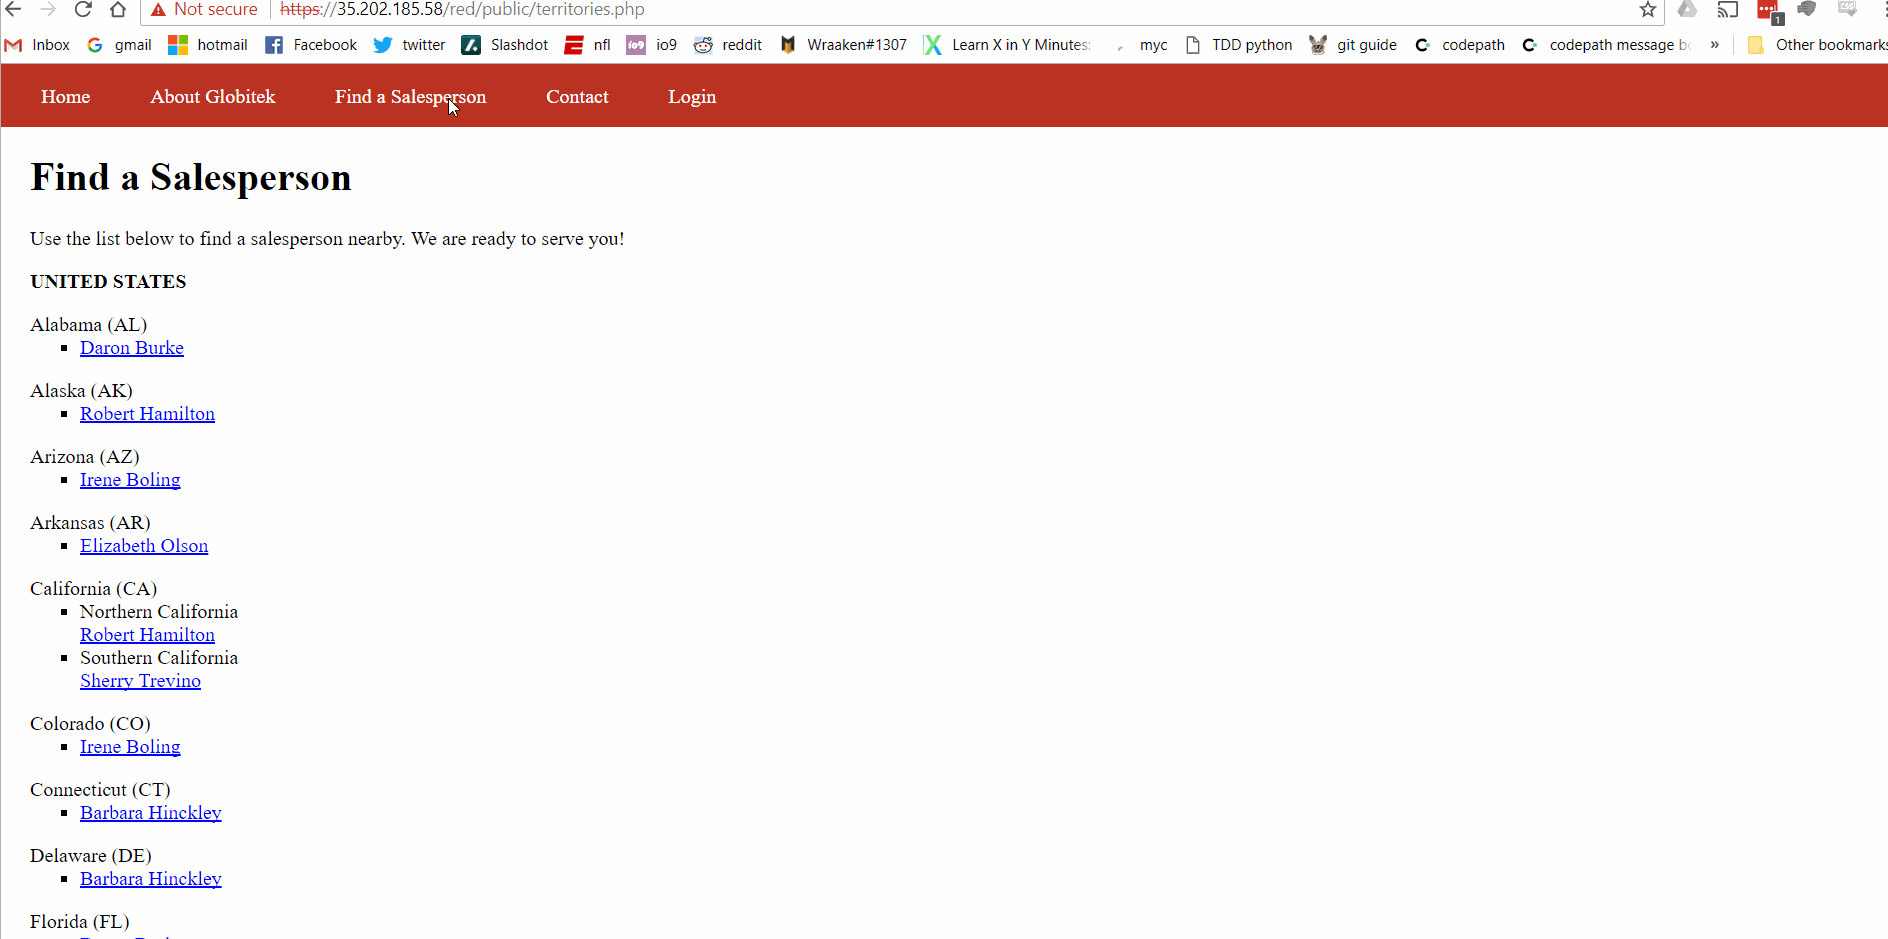 Not secure https://35.202.185.58/red/public/territories.php
1
Inbox gmail hotmail Facebook twitter Slashdot nfl io9 reddit Wraaken#1307 Learn X in Y Minutes: myc TDD python git guide codepath codepath message bo » Other bookmarks
Home About Globitek Find a Salesperson Contact Login
Find a Salesperson
Use the list below to find a salesperson nearby. We are ready to serve you!
UNITED STATES
Alabama (AL)
Daron Burke
Alaska (AK)
Robert Hamilton
Arizona (AZ)
Irene Boling
Arkansas (AR)
Elizabeth Olson
California (CA)
Northern California
Robert Hamilton
Southern California
Sherry Trevino
Colorado (CO)
Irene Boling
Connecticut (CT)
Barbara Hinckley
Delaware (DE)
Barbara Hinckley
Florida (FL)